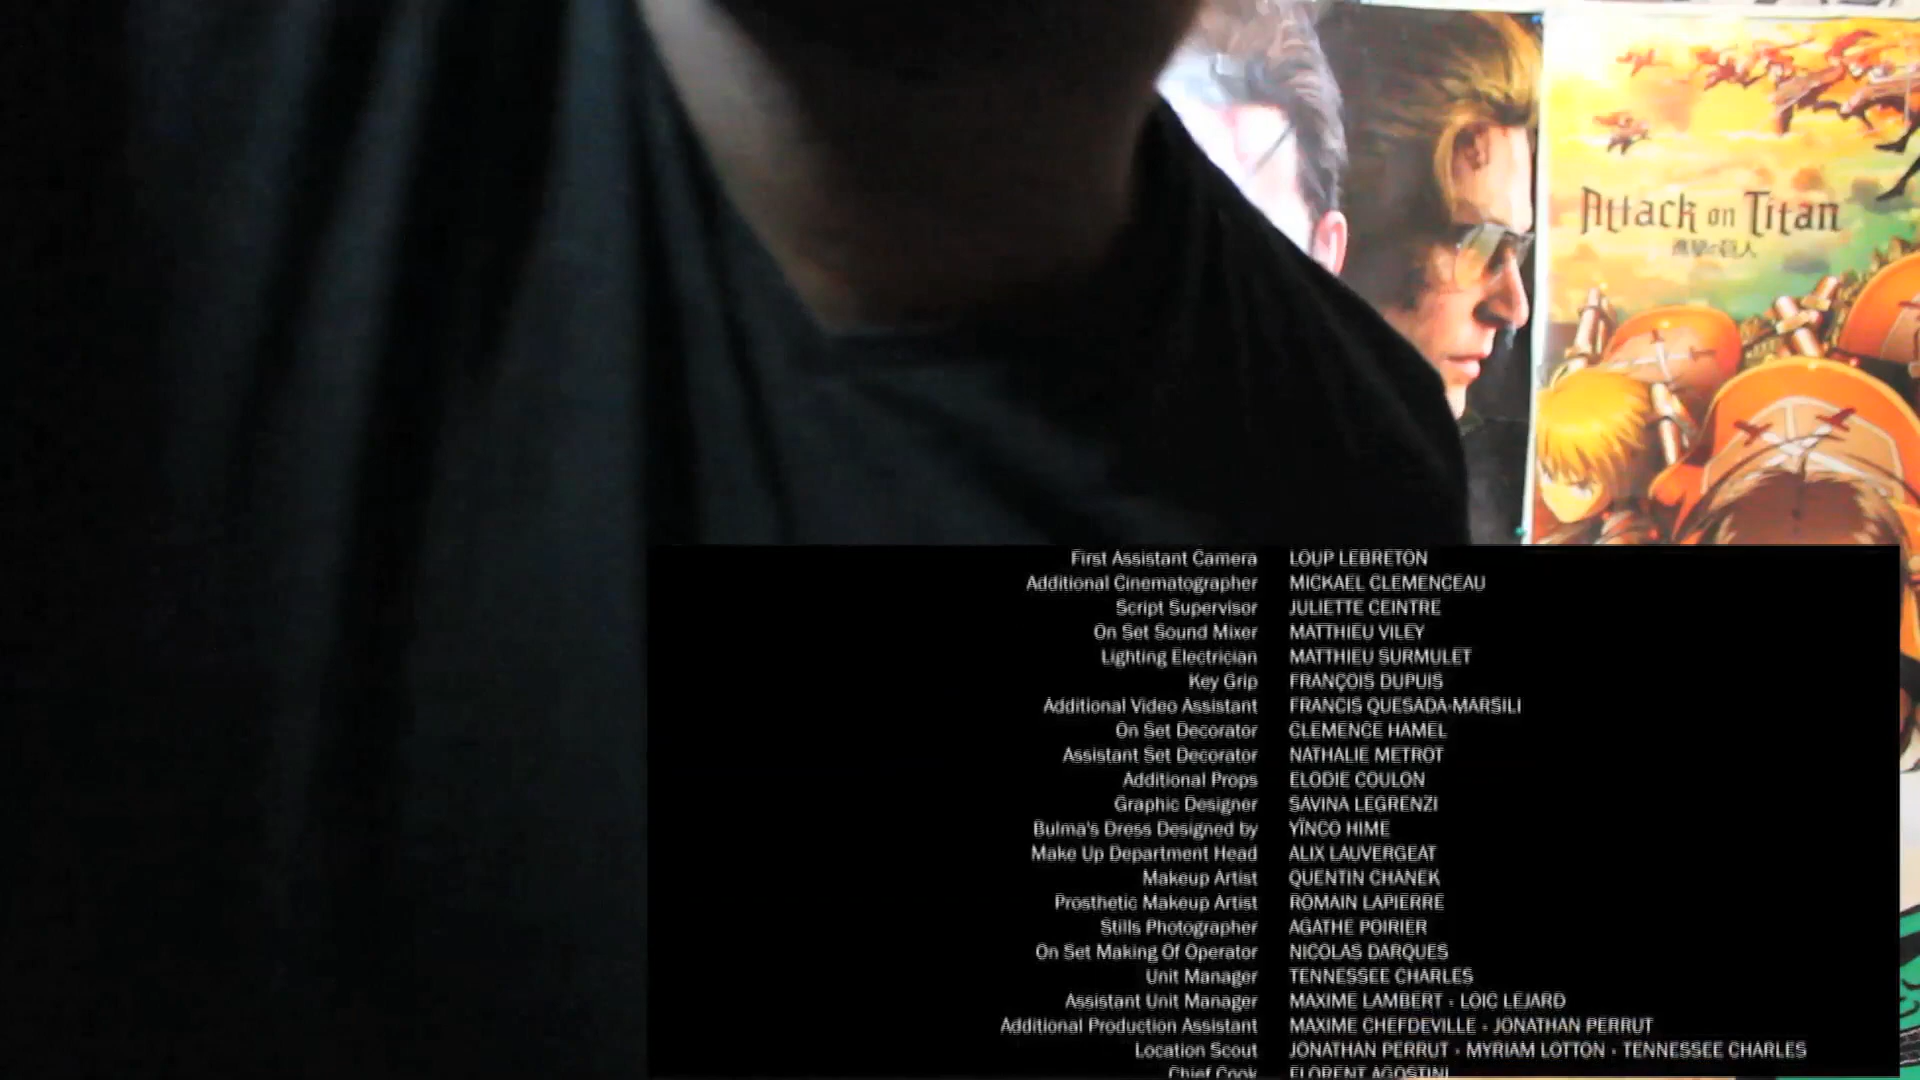 Attack on Titan
進撃の巨人
First Assistant Camera LOUP LEBRETON
Additional Cinematographer MICKAEL CLEMENCEAU
Script Supervisor JULIETTE CEINTRE
On Set Sound Mixer MATTHIEU VILEY
Lighting Electrician MATTHIEU SURMULET
Key Grip FRANÇOIS DUPUIS
Additional Video Assistant FRANCIS QUESADA-MARSILI
On Set Decorator CLEMENCE HAMEL
Assistant Set Decorator NATHALIE METROT
Additional Props ELODIE COULON
Graphic Designer SAVINA LEGRENZI
Bulma's Dress Designed by YÏNCO HIME
Make Up Department Head ALIX LAUVERGEAT
Makeup Artist QUENTIN CHANEK
Prosthetic Makeup Artist ROMAIN LAPIERRE
Stills Photographer AGATHE POIRIER
On Set Making Of Operator NICOLAS DARQUES
Unit Manager TENNESSEE CHARLES
Assistant Unit Manager MAXIME LAMBERT - LOIC LEJARD
Additional Production Assistant MAXIME CHEFDEVILLE - JONATHAN PERRUT
Location Scout JONATHAN PERRUT - MYRIAM LOTTON - TENNESSEE CHARLES
Chief Cook FLORENT AGOSTINI